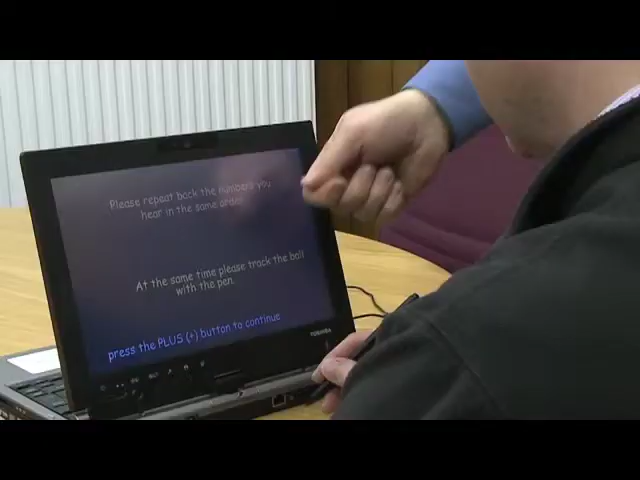 Please repeat back the numbers you
hear in the same order.
At the same time please track the ball
with the pen.
press the PLUS (+) button to continue
TOSHIBA